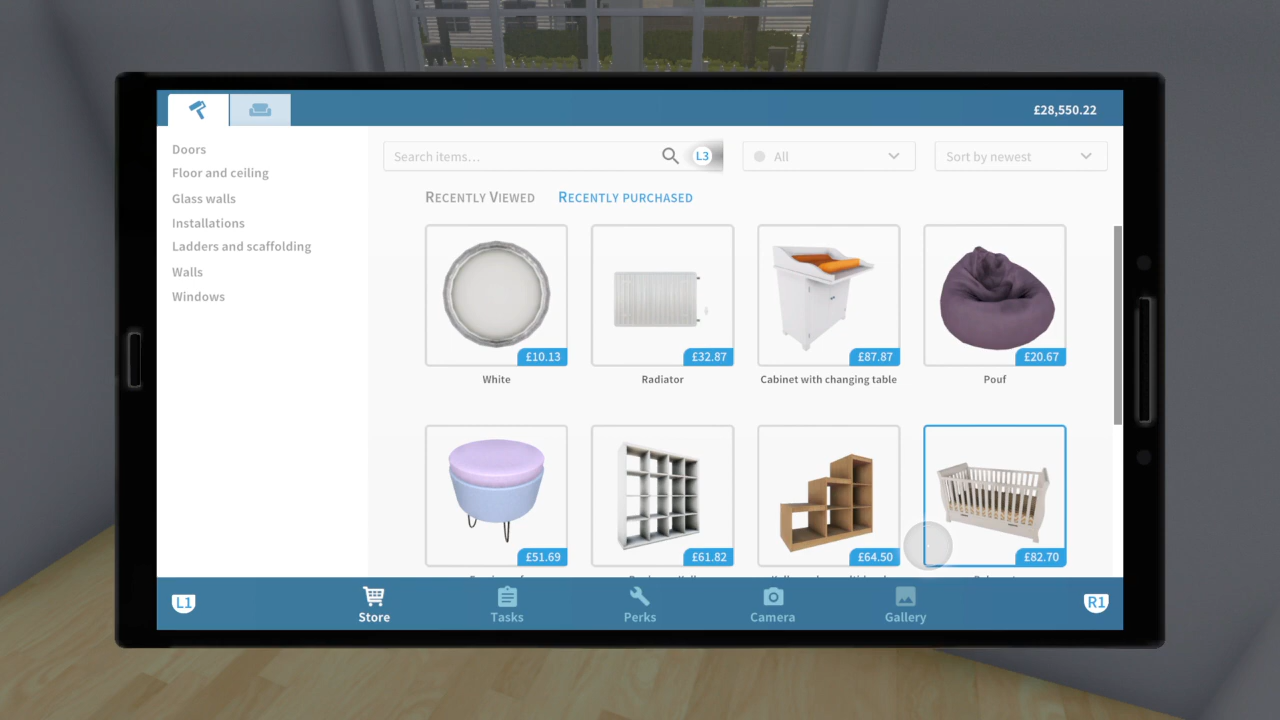 £28,550.22
Doors
Floor and ceiling
Glass walls
Installations
Ladders and scaffolding
Walls
Windows
Search items...
L3
All
Sort by newest
RECENTLY VIEWED
RECENTLY PURCHASED
£10.13
£32.87
£87.87
£20.67
White
Radiator
Cabinet with changing table
Pouf
£51.69
£61.82
£64.50
£82.70
L1
Store
Tasks
Perks
Camera
Gallery
R1